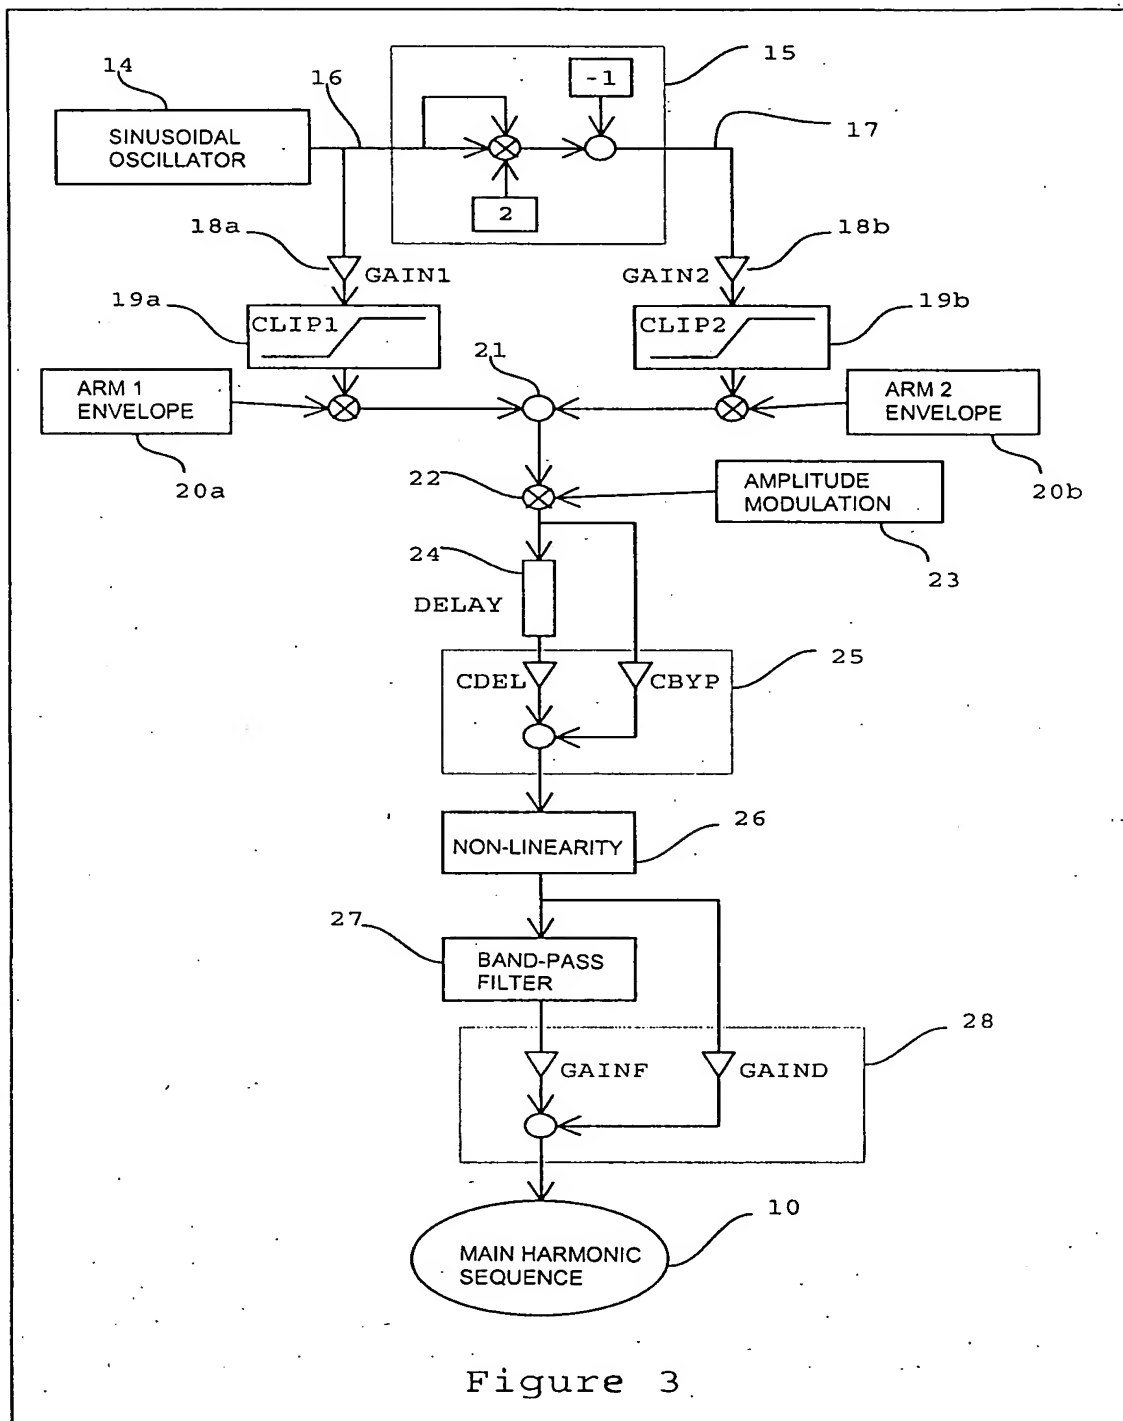 14
16
15
-1
17
SINUSOIDAL
OSCILLATOR
2
18a
GAIN1
GAIN2
18b
19a
CLIP1
CLIP2
19b
21
ARM 1
ENVELOPE
ARM 2
ENVELOPE
20a
22
AMPLITUDE
MODULATION
20b
24
23
DELAY
25
CDEL
CBYP
26
NON-LINEARITY
27
BAND-PASS
FILTER
28
GAINF
GAIND
10
MAIN HARMONIC
SEQUENCE
Figure 3